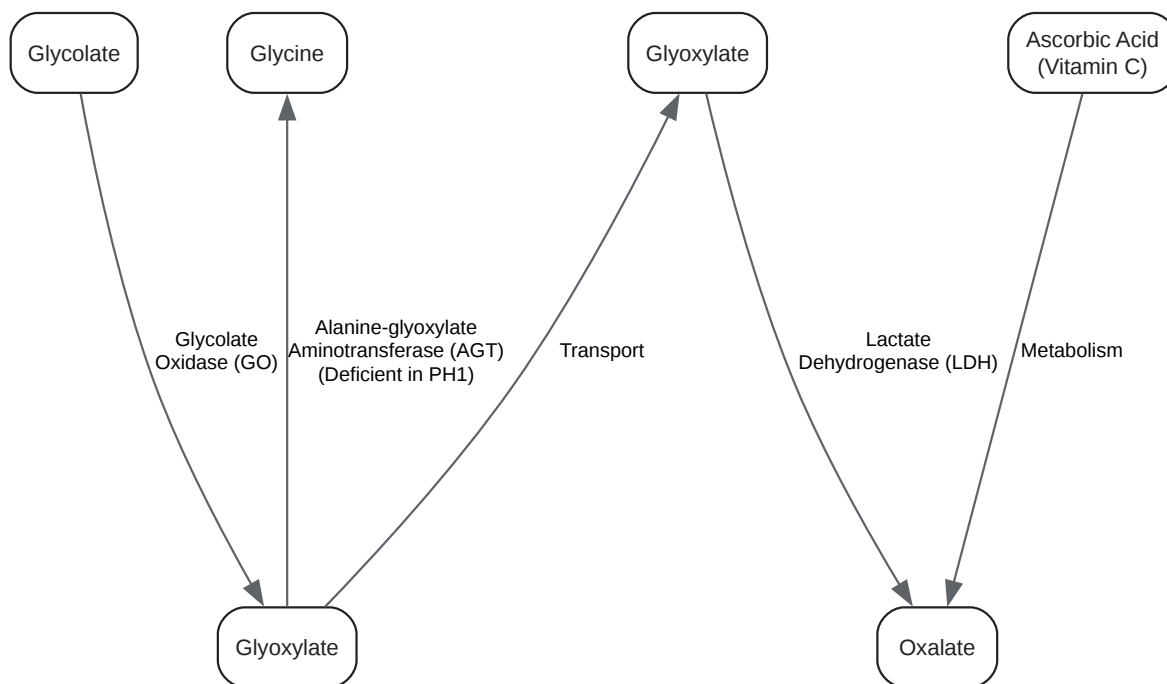 Glycolate
Glycine
Glyoxylate
Ascorbic Acid
(Vitamin C)
Glycolate
Oxidase (GO)
Alanine-glyoxylate
Aminotransferase (AGT)
(Deficient in PH1)
Transport
Lactate
Dehydrogenase (LDH)
Metabolism
Glyoxylate
Oxalate